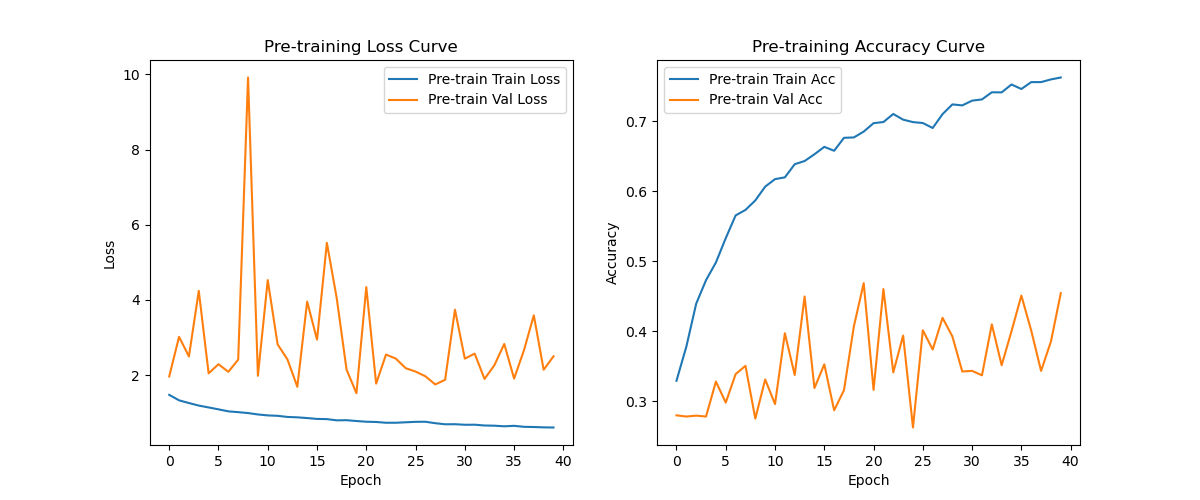 Pre-training Loss Curve
Pre-train Train Loss
Pre-train Val Loss
10
8
6
4
2
Loss
0 5 10 15 20 25 30 35 40
Epoch
Pre-training Accuracy Curve
Pre-train Train Acc
Pre-train Val Acc
0.7
0.6
0.5
0.4
0.3
Accuracy
0 5 10 15 20 25 30 35 40
Epoch